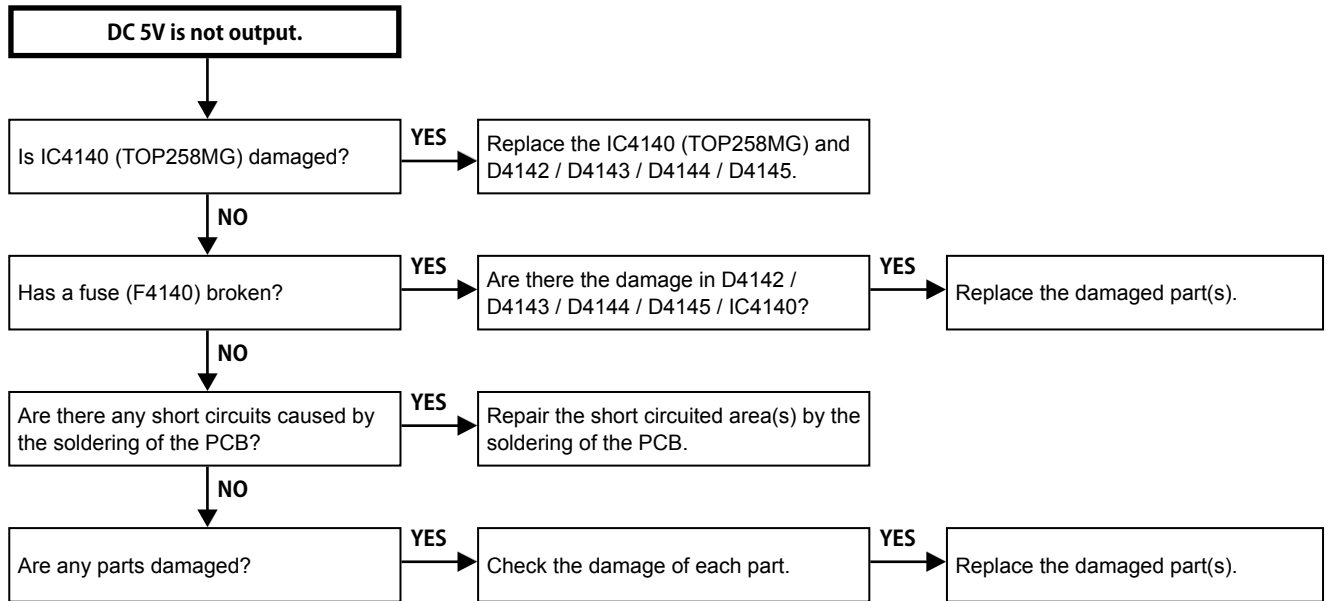 DC 5V is not output.
Is IC4140 (TOP258MG) damaged?
YES
Replace the IC4140 (TOP258MG) and
D4142 / D4143 / D4144 / D4145.
NO
Has a fuse (F4140) broken?
YES
Are there the damage in D4142 /
D4143 / D4144 / D4145 / IC4140?
YES
Replace the damaged part(s).
NO
Are there any short circuits caused by
the soldering of the PCB?
YES
Repair the short circuited area(s) by the
soldering of the PCB.
NO
Are any parts damaged?
YES
Check the damage of each part.
YES
Replace the damaged part(s).